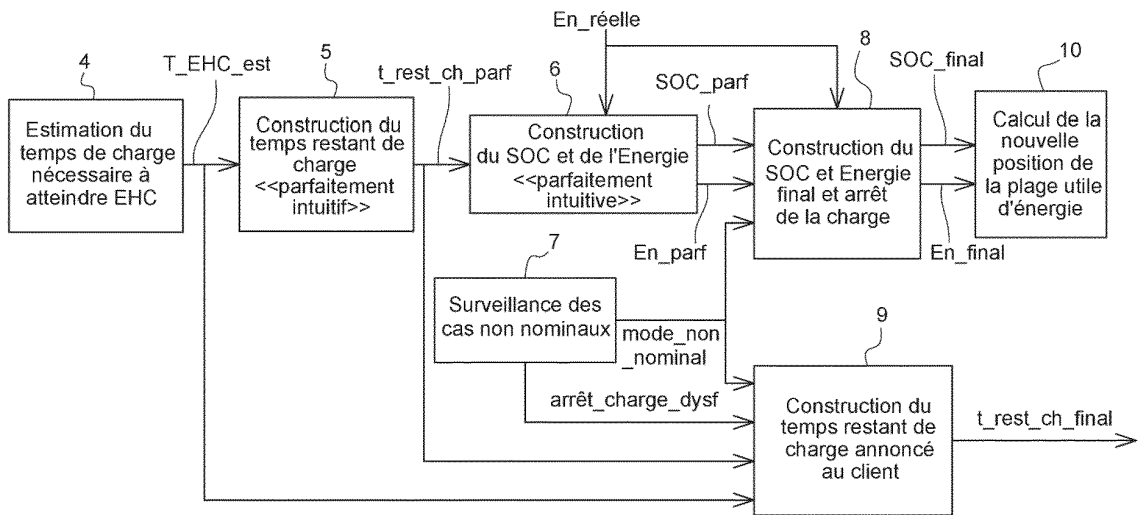 En_réelle
4
T_EHC_est
5
t_rest_ch_parf
6
SOC_parf
8
SOC_final
10
Estimation du
temps de charge
nécessaire à
atteindre EHC
Construction du
temps restant de
charge
<<parfaitement
intuitif>>
Construction
du SOC et de l'Energie
<<parfaitement
intuitive>>
Construction du
SOC et Energie
final et arrêt
de la charge
Calcul de la
nouvelle
position de
la plage utile
d'énergie
En_parf
En_final
7
Surveillance des
cas non nominaux
mode_non
_nominal
9
arrêt_charge_dysf
Construction du
temps restant de
charge annoncé
au client
t_rest_ch_final